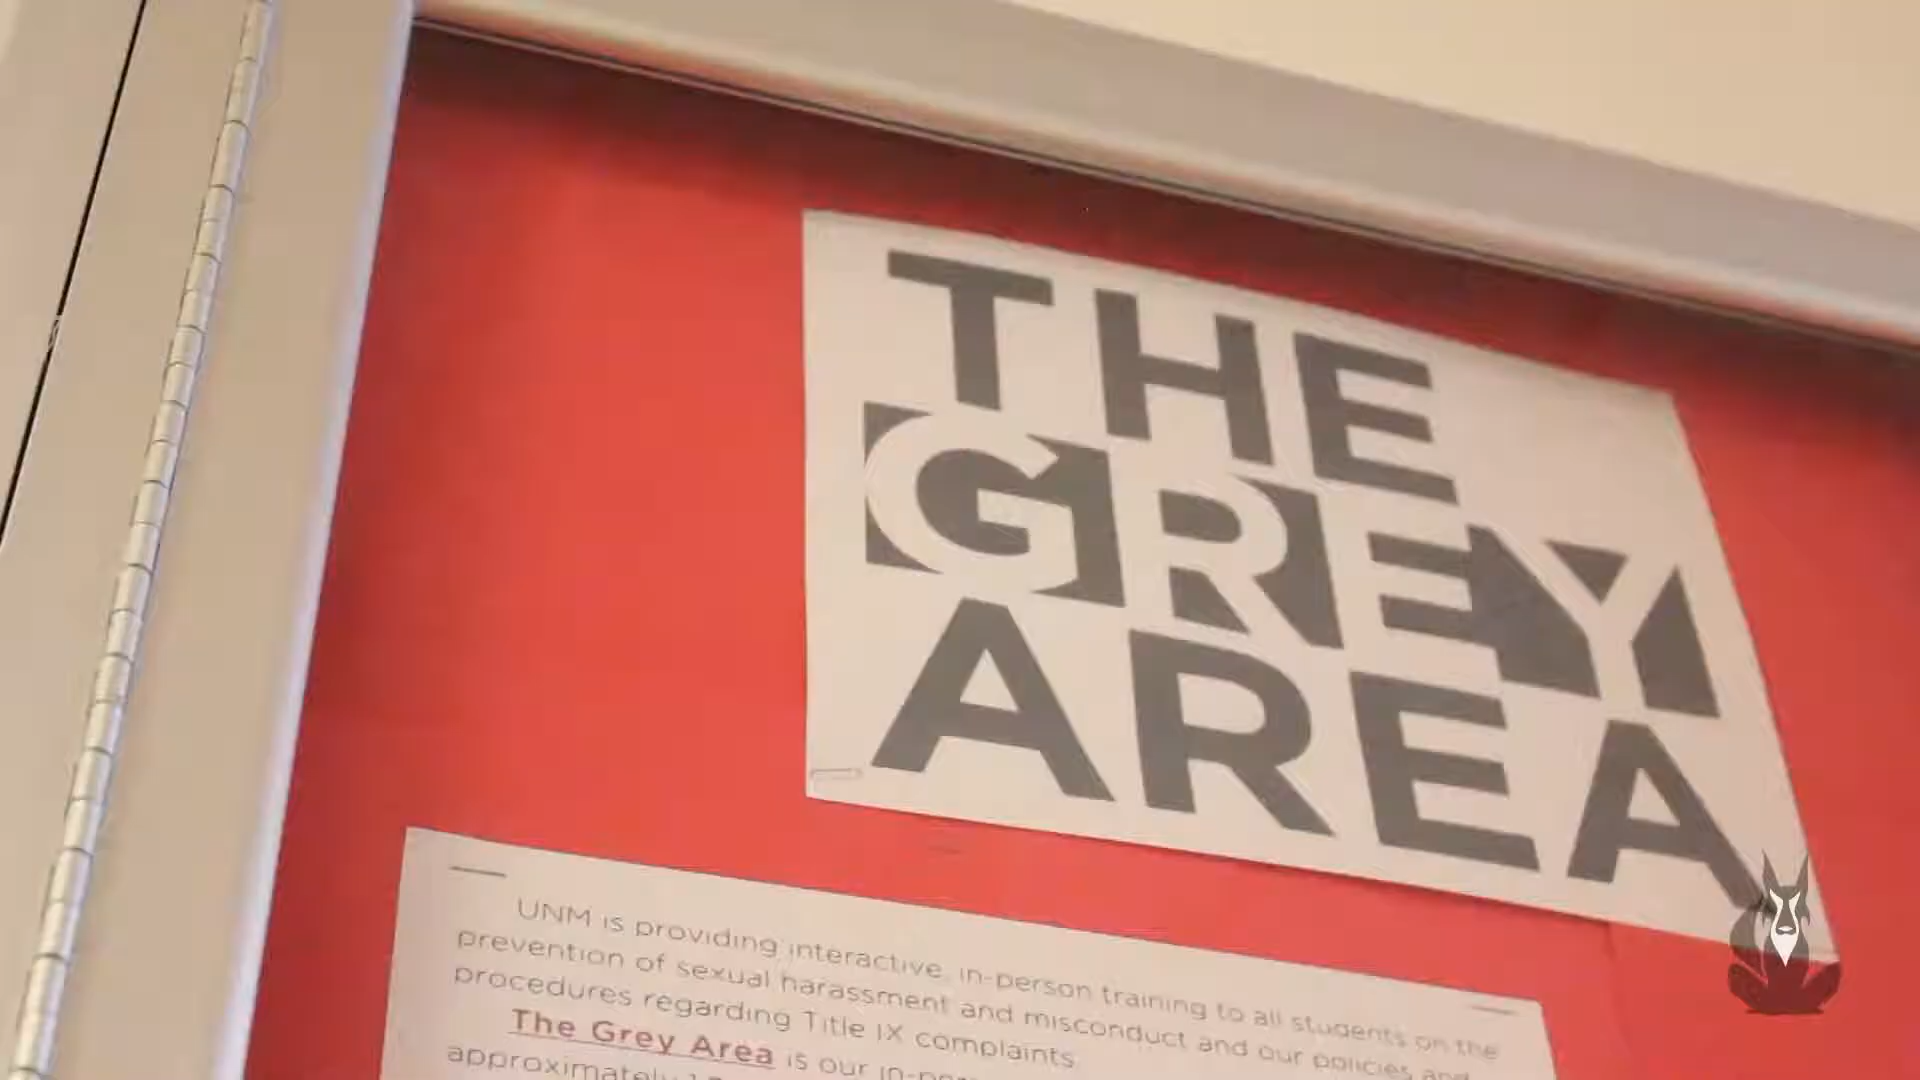 THE
GREY
AREA
UNM is providing interactive, in-person training to all students on the
prevention of sexual harassment and misconduct and our policies and
procedures regarding Title IX complaints.
The Grey Area is our
approximately